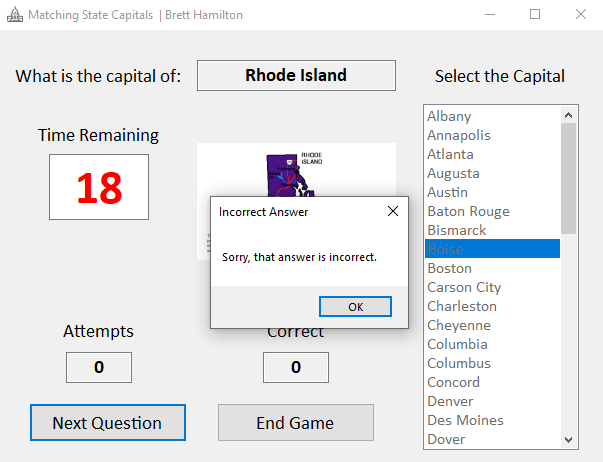 Matching State Capitals | Brett Hamilton
What is the capital of:
Rhode Island
Select the Capital
Time Remaining
18
RHODE
ISLAND
Incorrect Answer
Sorry, that answer is incorrect.
OK
Attempts
0
Correct
0
Next Question
End Game
Albany
Annapolis
Atlanta
Augusta
Austin
Baton Rouge
Bismarck
Boise
Boston
Carson City
Charleston
Cheyenne
Columbia
Columbus
Concord
Denver
Des Moines
Dover